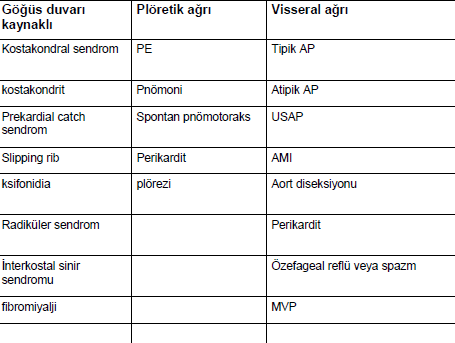 Göğüs duvarı kaynaklı Plöretik ağrı Visseral ağrı
Kostakondral sendrom PE Tipik AP
kostakondrit Pnömoni Atipik AP
Prekardial catch sendrom Spontan pnömotoraks USAP
Slipping rib Perikardit AMI
ksifonidia plörezi Aort diseksiyonu
Radiküler sendrom Perikardit
İnterkostal sinir sendromu Özefageal reflü veya spazm
fibromiyalji MVP